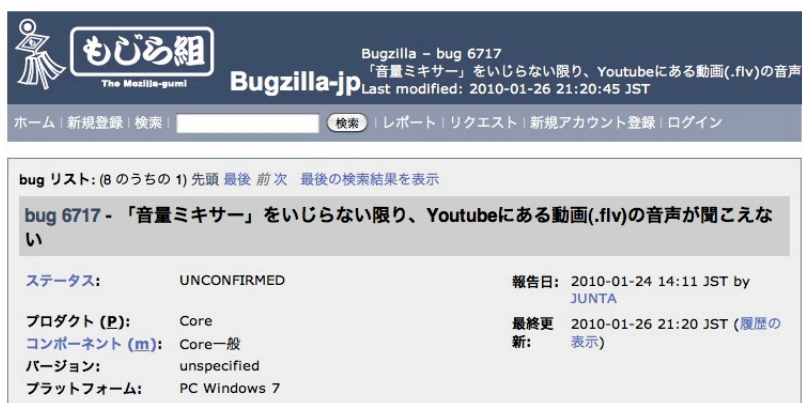 もじら組
The Mozilla-gumi
Bugzilla-jp
Bugzilla – bug 6717
「音量ミキサー」をいじらない限り、Youtubeにある動画(.flv)の音声
Last modified: 2010-01-26 21:20:45 JST
ホーム | 新規登録 | 検索 | 検索 | レポート | リクエスト | 新規アカウント登録 | ログイン
bug リスト: (8 のうちの 1) 先頭 最後 前 次 最後の検索結果を表示
bug 6717 - 「音量ミキサー」をいじらない限り、Youtubeにある動画(.flv)の音声が聞こえな
い
ステータス: UNCONFIRMED
プロダクト (P): Core
コンポーネント (m): Core一般
バージョン: unspecified
プラットフォーム: PC Windows 7
報告日: 2010-01-24 14:11 JST by
JUNTA
最終更 2010-01-26 21:20 JST (履歴の
新: 表示)